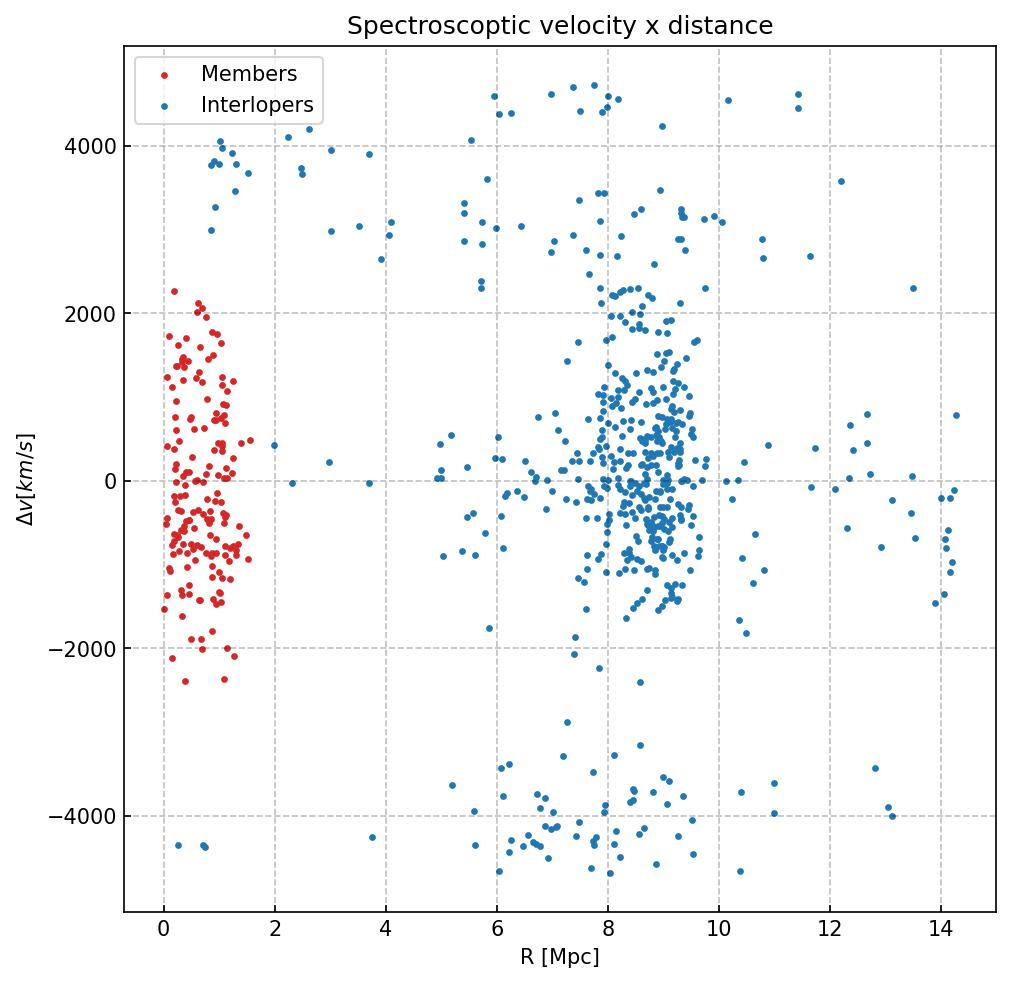 Spectroscoptic velocity x distance
Members
Interlopers
4000
2000
0
−2000
−4000
Δv[km/s]
0 2 4 6 8 10 12 14
R [Mpc]